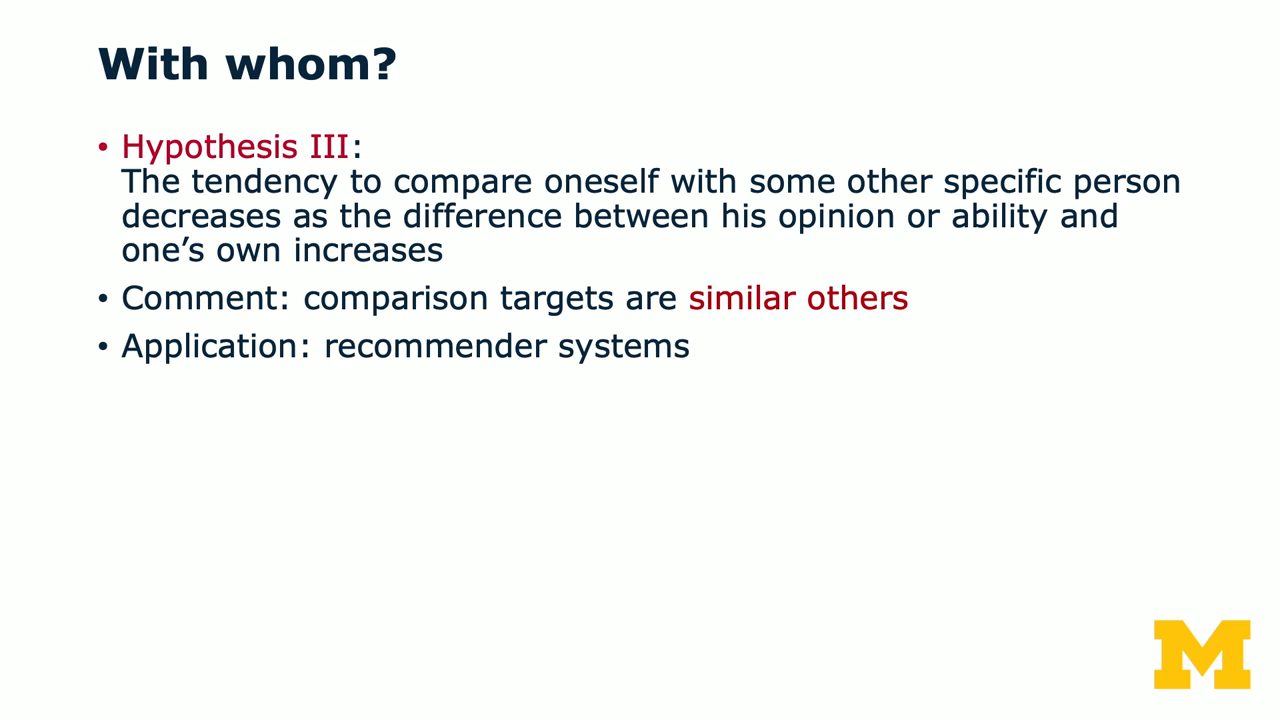 With whom?
• Hypothesis III:
The tendency to compare oneself with some other specific person
decreases as the difference between his opinion or ability and
one’s own increases
• Comment: comparison targets are similar others
• Application: recommender systems
M